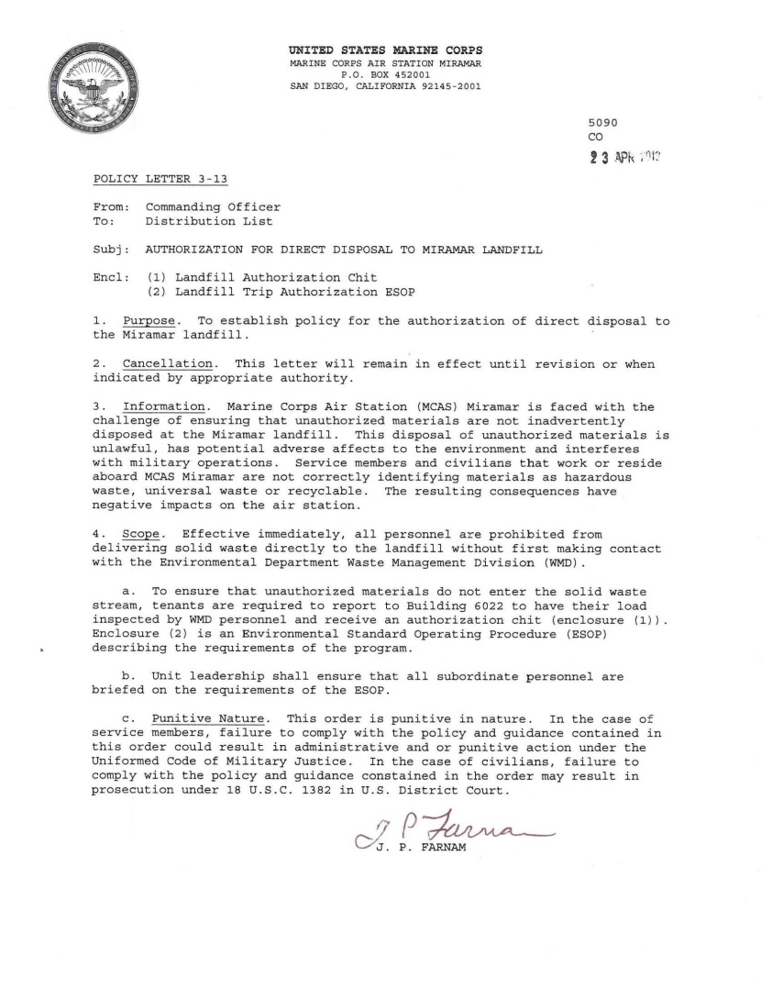 UNITED STATES MARINE CORPS
MARINE CORPS AIR STATION MIRAMAR
P.O. BOX 452001
SAN DIEGO, CALIFORNIA 92145-2001
5090
CO
23 APR
POLICY LETTER 3-13
From: Commanding Officer
To: Distribution List
Subj: AUTHORIZATION FOR DIRECT DISPOSAL TO MIRAMAR LANDFILL
Encl: (1) Landfill Authorization Chit
(2) Landfill Trip Authorization ESOP
1. Purpose. To establish policy for the authorization of direct disposal to
the Miramar landfill.
2. Cancellation. This letter will remain in effect until revision or when
indicated by appropriate authority.
3. Information. Marine Corps Air Station (MCAS) Miramar is faced with the
challenge of ensuring that unauthorized materials are not inadvertently
disposed at the Miramar landfill. This disposal of unauthorized materials is
unlawful, has potential adverse affects to the environment and interferes
with military operations. Service members and civilians that work or reside
aboard MCAS Miramar are not correctly identifying materials as hazardous
waste, universal waste or recyclable. The resulting consequences have
negative impacts on the air station.
4. Scope. Effective immediately, all personnel are prohibited from
delivering solid waste directly to the landfill without first making contact
with the Environmental Department Waste Management Division (WMD).
a. To ensure that unauthorized materials do not enter the solid waste
stream, tenants are required to report to Building 6022 to have their load
inspected by WMD personnel and receive an authorization chit (enclosure (1)).
Enclosure (2) is an Environmental Standard Operating Procedure (ESOP)
describing the requirements of the program.
b. Unit leadership shall ensure that all subordinate personnel are
briefed on the requirements of the ESOP.
c. Punitive Nature. This order is punitive in nature. In the case of
service members, failure to comply with the policy and guidance contained in
this order could result in administrative and or punitive action under the
Uniformed Code of Military Justice. In the case of civilians, failure to
comply with the policy and guidance constained in the order may result in
prosecution under 18 U.S.C. 1382 in U.S. District Court.
J P Farna
J. P. FARNAM